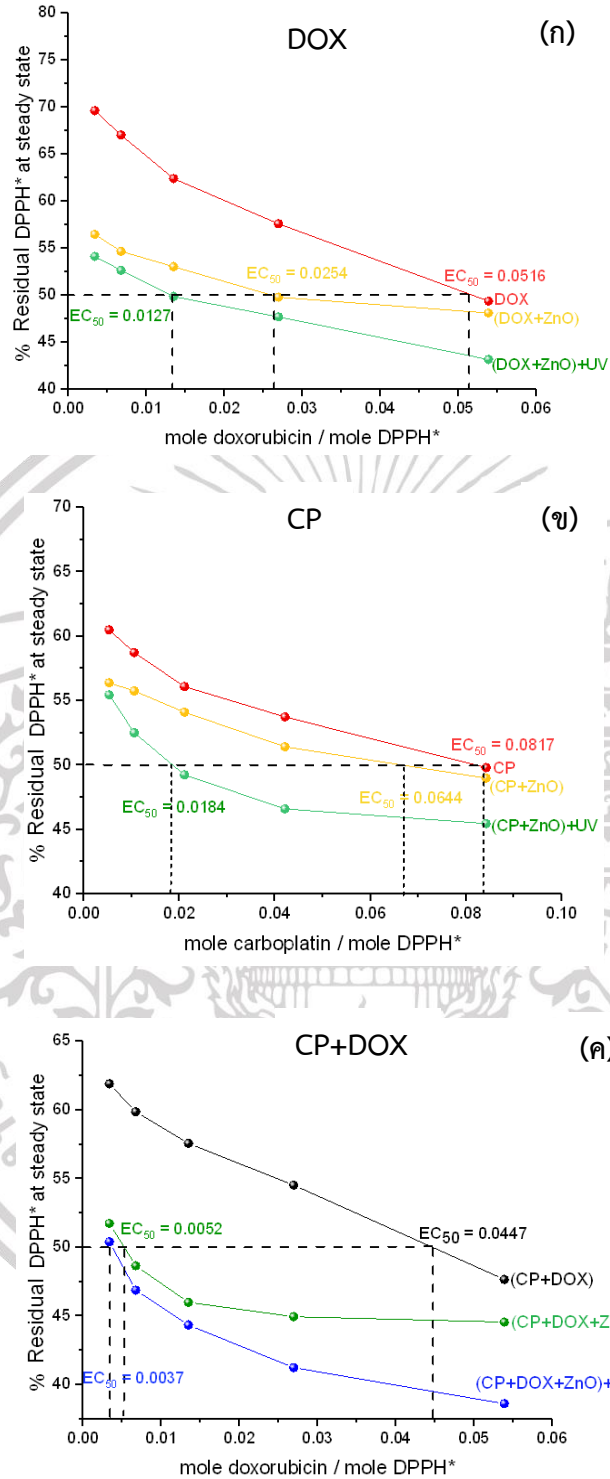 DOX
(ก)
% Residual DPPH* at steady state
80
75
70
65
60
55
50
45
40
EC50 = 0.0254
EC50 = 0.0516
EC50 = 0.0127
DOX
(DOX+ZnO)
(DOX+ZnO)+UV
0.00 0.01 0.02 0.03 0.04 0.05 0.06
mole doxorubicin / mole DPPH*
CP
(ข)
% Residual DPPH* at steady state
70
65
60
55
50
45
40
EC50 = 0.0817
CP
(CP+ZnO)
EC50 = 0.0184
EC50 = 0.0644
(CP+ZnO)+UV
0.00 0.02 0.04 0.06 0.08 0.10
mole carboplatin / mole DPPH*
CP+DOX
(ค)
% Residual DPPH* at steady state
65
60
55
50
45
40
EC50 = 0.0052
EC50 = 0.0447
(CP+DOX)
(CP+DOX+Z
EC50 = 0.0037
(CP+DOX+ZnO)+
0.00 0.01 0.02 0.03 0.04 0.05 0.06
mole doxorubicin / mole DPPH*